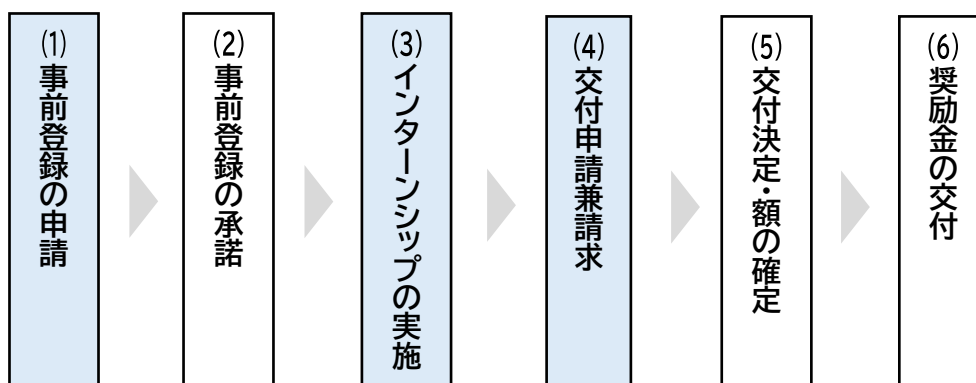 (1)事前登録の申請
(2)事前登録の承諾
(3)インターンシップの実施
(4)交付申請兼請求
(5)交付決定・額の確定
(6)奨励金の交付